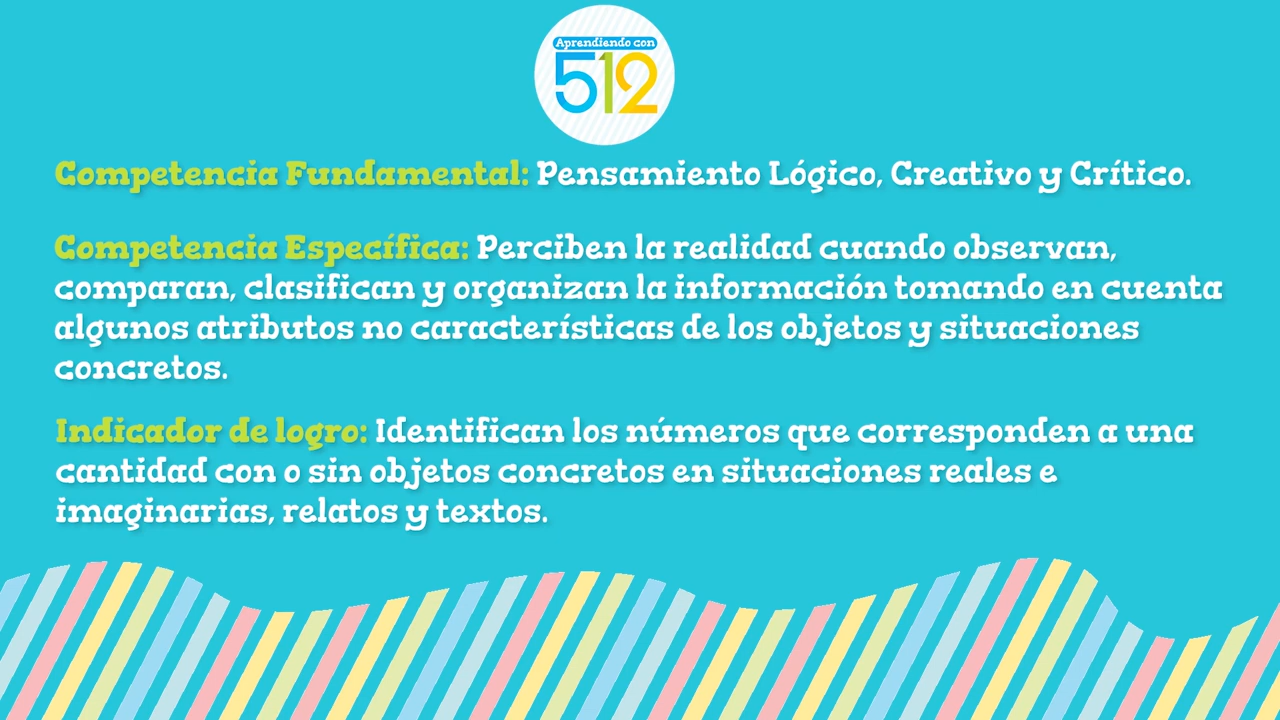 Aprendiendo con
512
Competencia Fundamental: Pensamiento Lógico, Creativo y Crítico.
Competencia Específica: Perciben la realidad cuando observan,
comparan, clasifican y organizan la información tomando en cuenta
algunos atributos no características de los objetos y situaciones
concretos.
Indicador de logro: Identifican los números que corresponden a una
cantidad con o sin objetos concretos en situaciones reales e
imaginarias, relatos y textos.